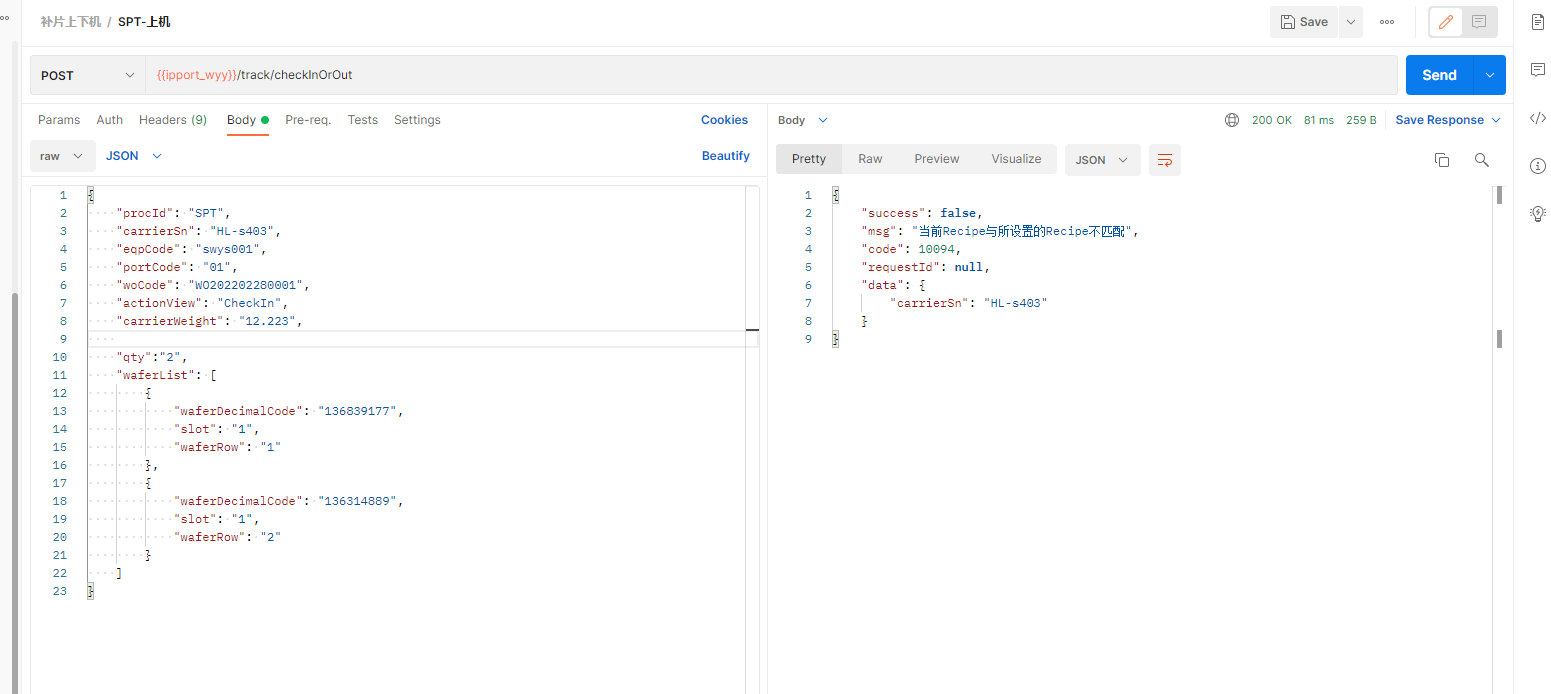 补片上下机 / SPT-上机
Save
POST
{{ipport_wyy}}/track/checkInOrOut
Send
Params Auth Headers (9) Body Pre-req. Tests Settings Cookies
raw JSON Beautify
1 {
2 "procId": "SPT",
3 "carrierSn": "HL-s403",
4 "eqpCode": "swys001",
5 "portCode": "01",
6 "woCode": "WO202202280001",
7 "actionView": "CheckIn",
8 "carrierWeight": "12.223",
9
10 "qty":"2",
11 "waferList": [
12 {
13 "waferDecimalCode": "136839177",
14 "slot": "1",
15 "waferRow": "1"
16 },
17 {
18 "waferDecimalCode": "136314889",
19 "slot": "1",
20 "waferRow": "2"
21 }
22 ]
23 }
Body 200 OK 81 ms 259 B Save Response
Pretty Raw Preview Visualize JSON
1 {
2 "success": false,
3 "msg": "当前Recipe与所设置的Recipe不匹配",
4 "code": 10094,
5 "requestId": null,
6 "data": {
7 "carrierSn": "HL-s403"
8 }
9 }